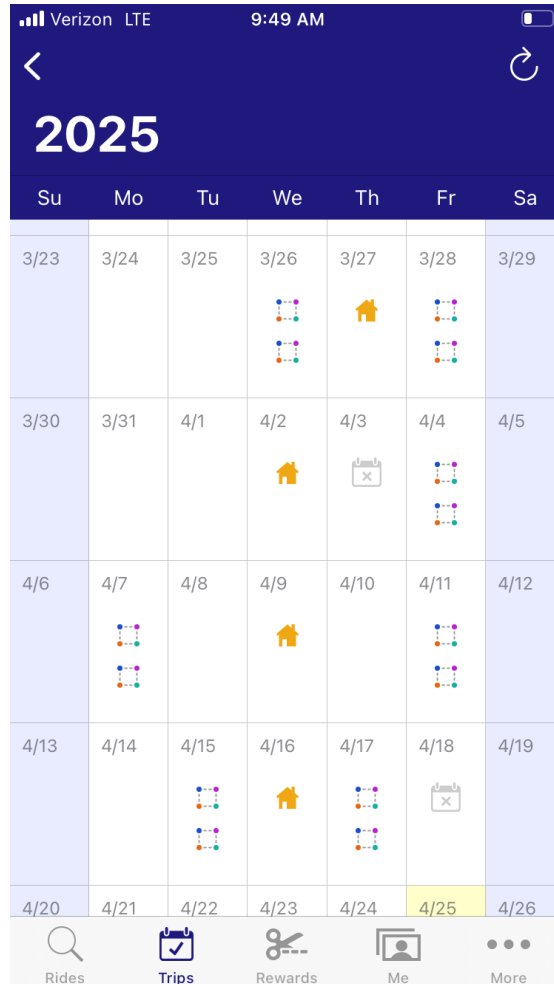 Verizon LTE 9:49 AM
2025
Su Mo Tu We Th Fr Sa
3/23 3/24 3/25 3/26 3/27 3/28 3/29
3/30 3/31 4/1 4/2 4/3 4/4 4/5
4/6 4/7 4/8 4/9 4/10 4/11 4/12
4/13 4/14 4/15 4/16 4/17 4/18 4/19
4/20 4/21 4/22 4/23 4/24 4/25 4/26
Rides Trips Rewards Me More